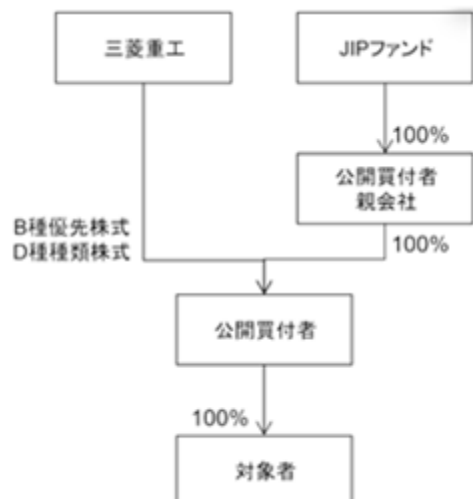 三菱重工
JIPファンド
100%
公開買付者
親会社
B種優先株式
D種種類株式
100%
公開買付者
100%
対象者